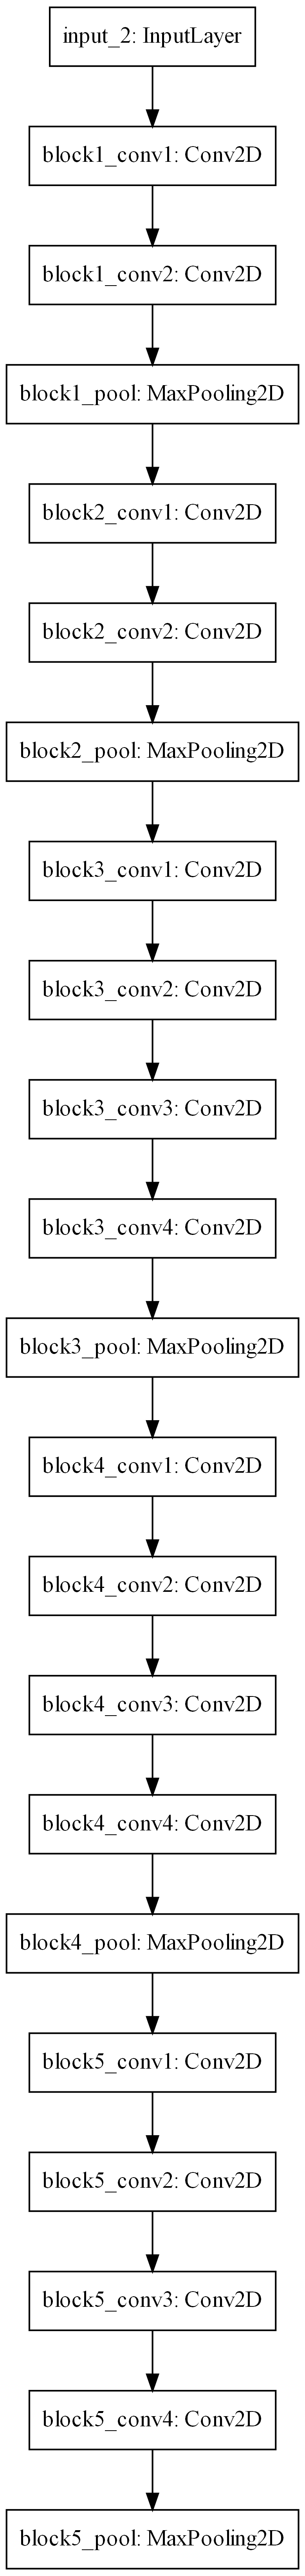 input_2: InputLayer
block1_conv1: Conv2D
block1_conv2: Conv2D
block1_pool: MaxPooling2D
block2_conv1: Conv2D
block2_conv2: Conv2D
block2_pool: MaxPooling2D
block3_conv1: Conv2D
block3_conv2: Conv2D
block3_conv3: Conv2D
block3_conv4: Conv2D
block3_pool: MaxPooling2D
block4_conv1: Conv2D
block4_conv2: Conv2D
block4_conv3: Conv2D
block4_conv4: Conv2D
block4_pool: MaxPooling2D
block5_conv1: Conv2D
block5_conv2: Conv2D
block5_conv3: Conv2D
block5_conv4: Conv2D
block5_pool: MaxPooling2D